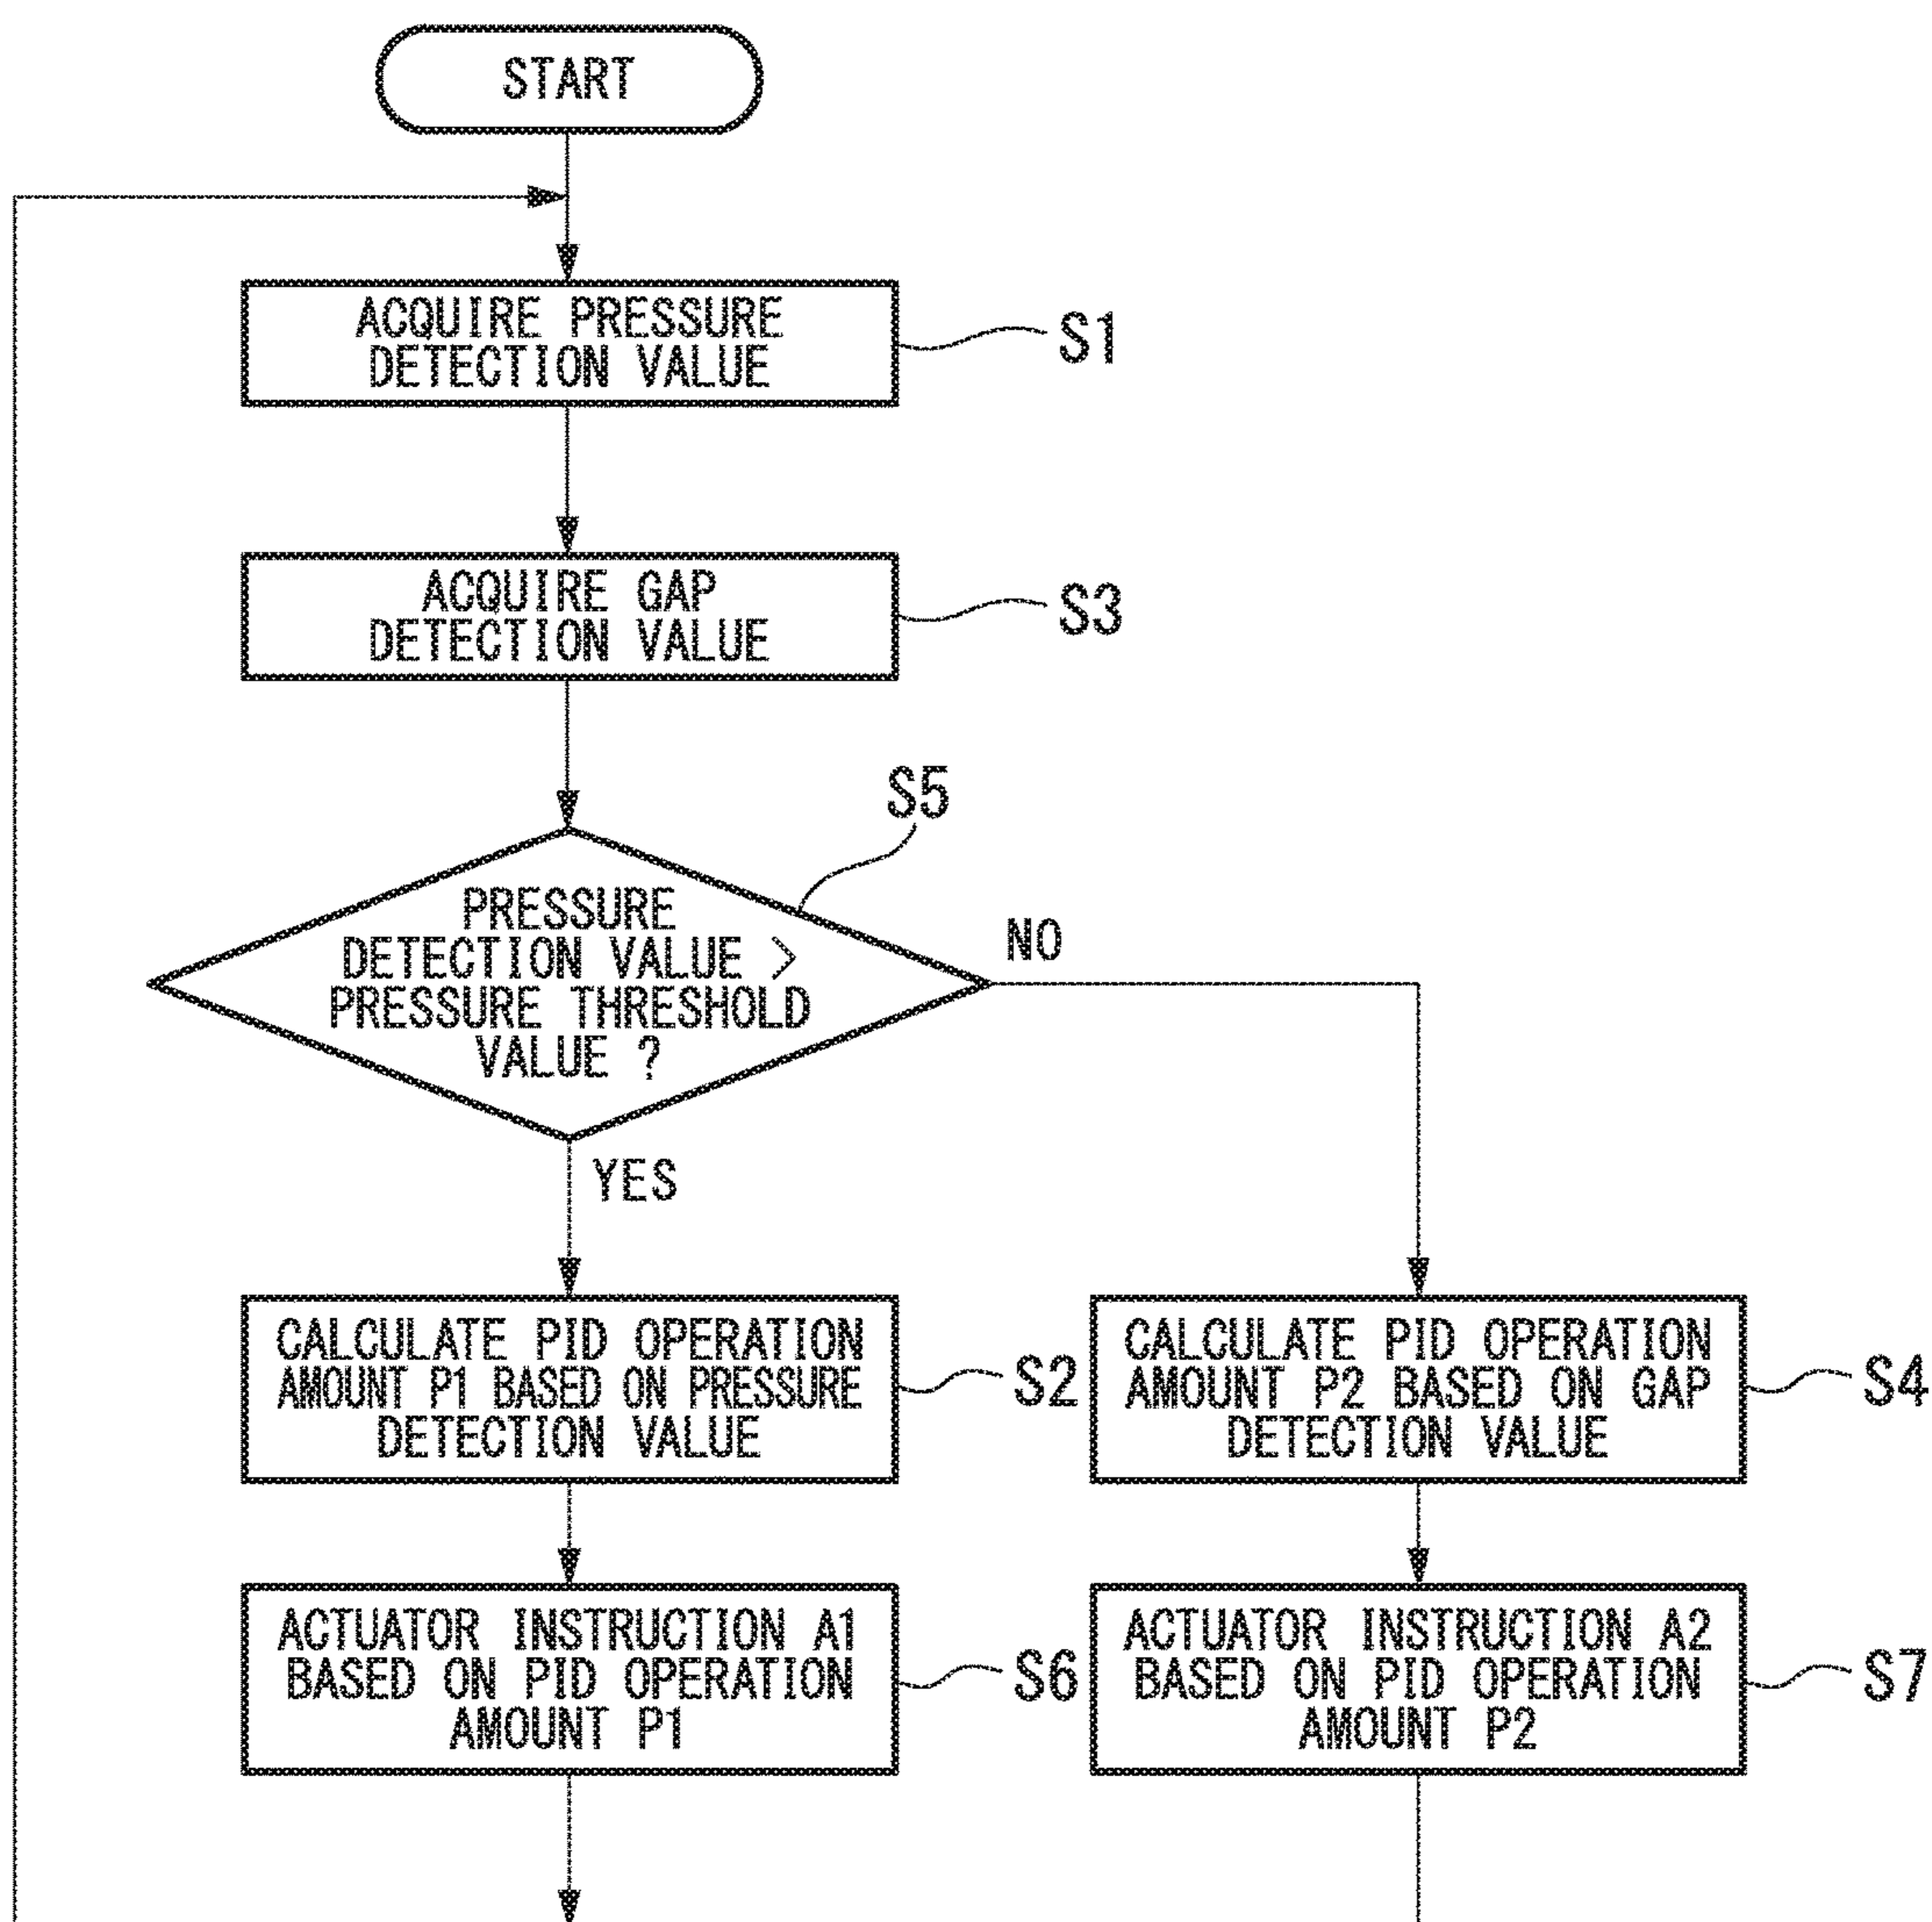 START
ACQUIRE PRESSURE
DETECTION VALUE
S1
ACQUIRE GAP
DETECTION VALUE
S3
S5
PRESSURE
DETECTION VALUE >
PRESSURE THRESHOLD
VALUE ?
NO
YES
CALCULATE PID OPERATION
AMOUNT P1 BASED ON PRESSURE
DETECTION VALUE
S2
CALCULATE PID OPERATION
AMOUNT P2 BASED ON GAP
DETECTION VALUE
S4
ACTUATOR INSTRUCTION A1
BASED ON PID OPERATION
AMOUNT P1
S6
ACTUATOR INSTRUCTION A2
BASED ON PID OPERATION
AMOUNT P2
S7